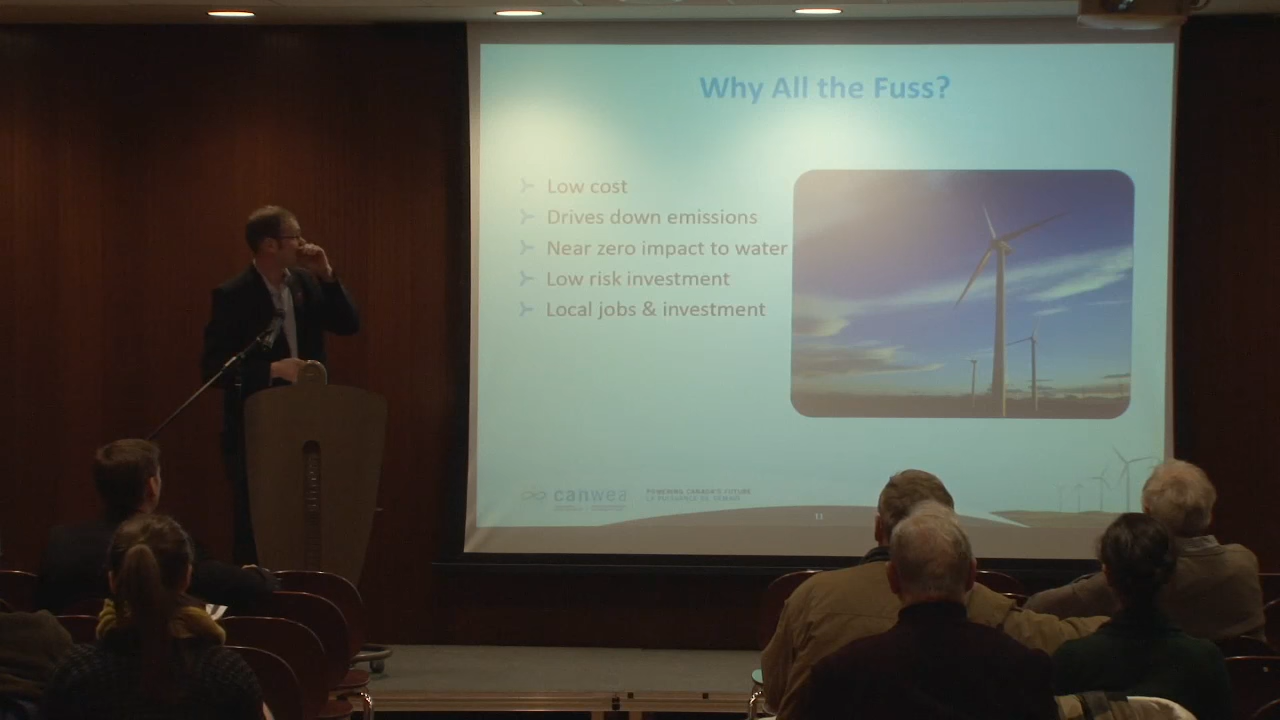 Why All the Fuss?
Low cost
Drives down emissions
Near zero impact to water
Low risk investment
Local jobs & investment
canwea
POWERING CANADA'S FUTURE
11